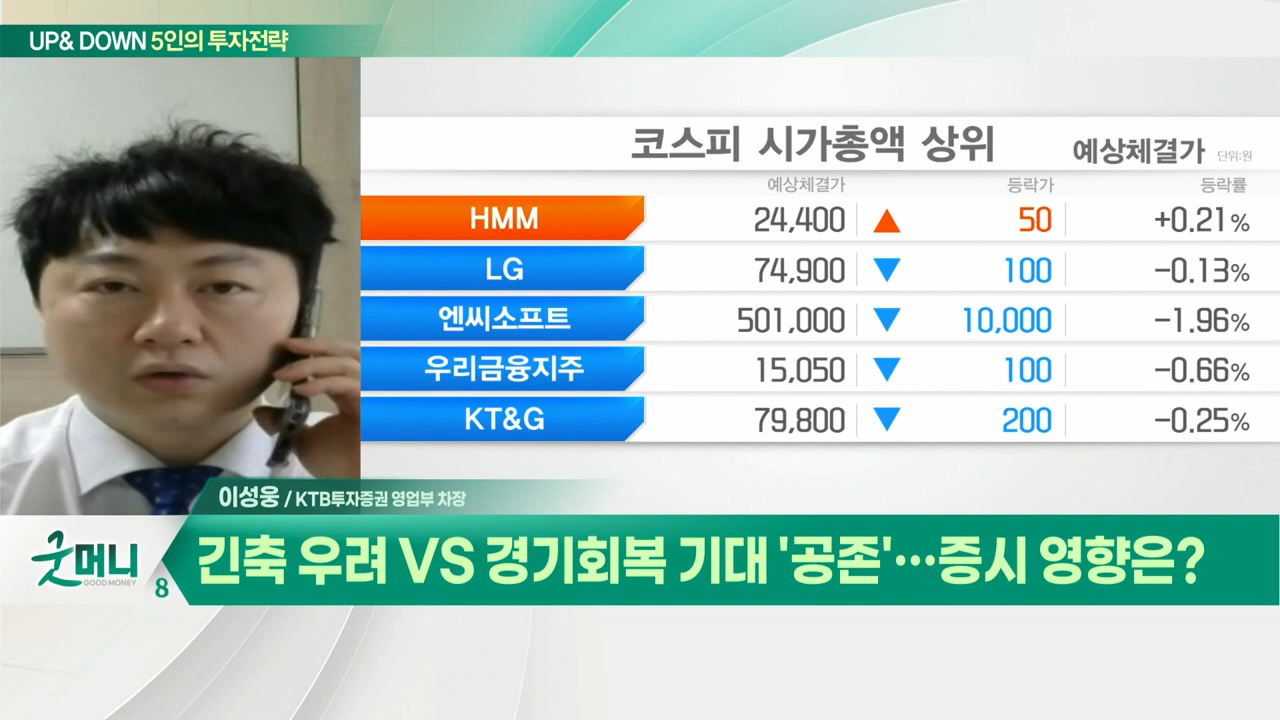 UP& DOWN 5인의 투자전략
코스피 시가총액 상위 예상체결가 단위:원
예상체결가 등락가 등락률
HMM 24,400 ▲ 50 +0.21%
LG 74,900 ▼ 100 -0.13%
엔씨소프트 501,000 ▼ 10,000 -1.96%
우리금융지주 15,050 ▼ 100 -0.66%
KT&G 79,800 ▼ 200 -0.25%
이성웅 / KTB투자증권 영업부 차장
굿머니 GOOD MONEY 8
긴축 우려 VS 경기회복 기대 '공존'…증시 영향은?